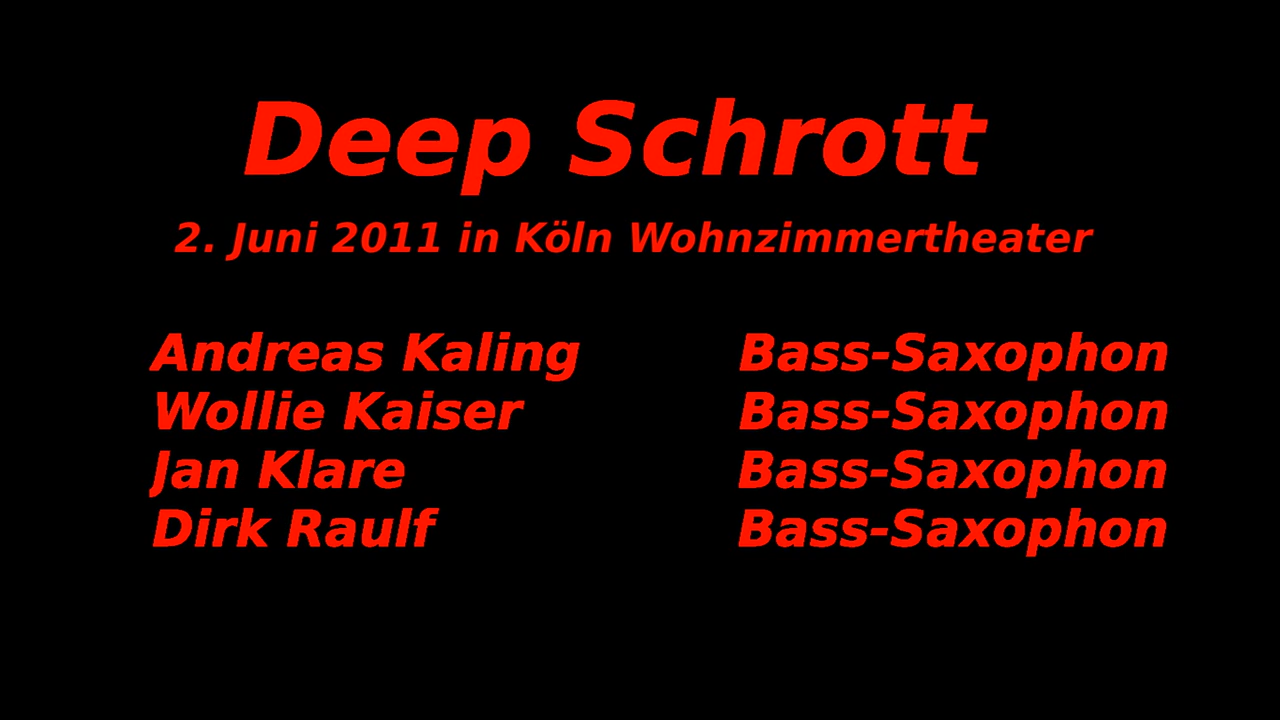 Deep Schrott
2. Juni 2011 in Köln Wohnzimmertheater
Andreas Kaling Bass-Saxophon
Wollie Kaiser Bass-Saxophon
Jan Klare Bass-Saxophon
Dirk Raulf Bass-Saxophon